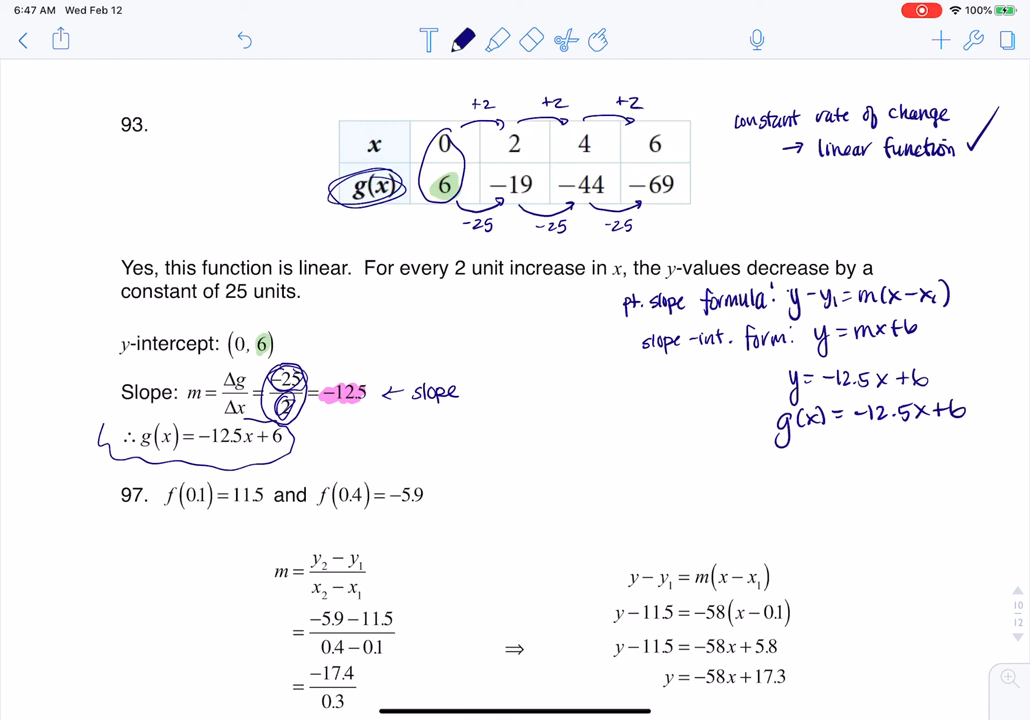 6:47 AM Wed Feb 12
100%
93.
+2 +2 +2
x 0 2 4 6
g(x) 6 −19 −44 −69
-25 -25 -25
constant rate of change
→ linear function ✓
Yes, this function is linear. For every 2 unit increase in x, the y-values decrease by a
constant of 25 units.
pt. slope formula: y-y₁=m(x-x₁)
slope-int. form: y=mx+b
y=-12.5x+6
g(x)=-12.5x+6
y-intercept: (0, 6)
Slope: m = Δg/Δx = −25/2 = −12.5 ← slope
∴ g(x) = −12.5x + 6
97. f(0.1) = 11.5 and f(0.4) = −5.9
m = y₂ − y₁ / x₂ − x₁
= −5.9 − 11.5 / 0.4 − 0.1
= −17.4 / 0.3
⇒
y − y₁ = m(x − x₁)
y − 11.5 = −58(x − 0.1)
y − 11.5 = −58x + 5.8
y = −58x + 17.3
10
12